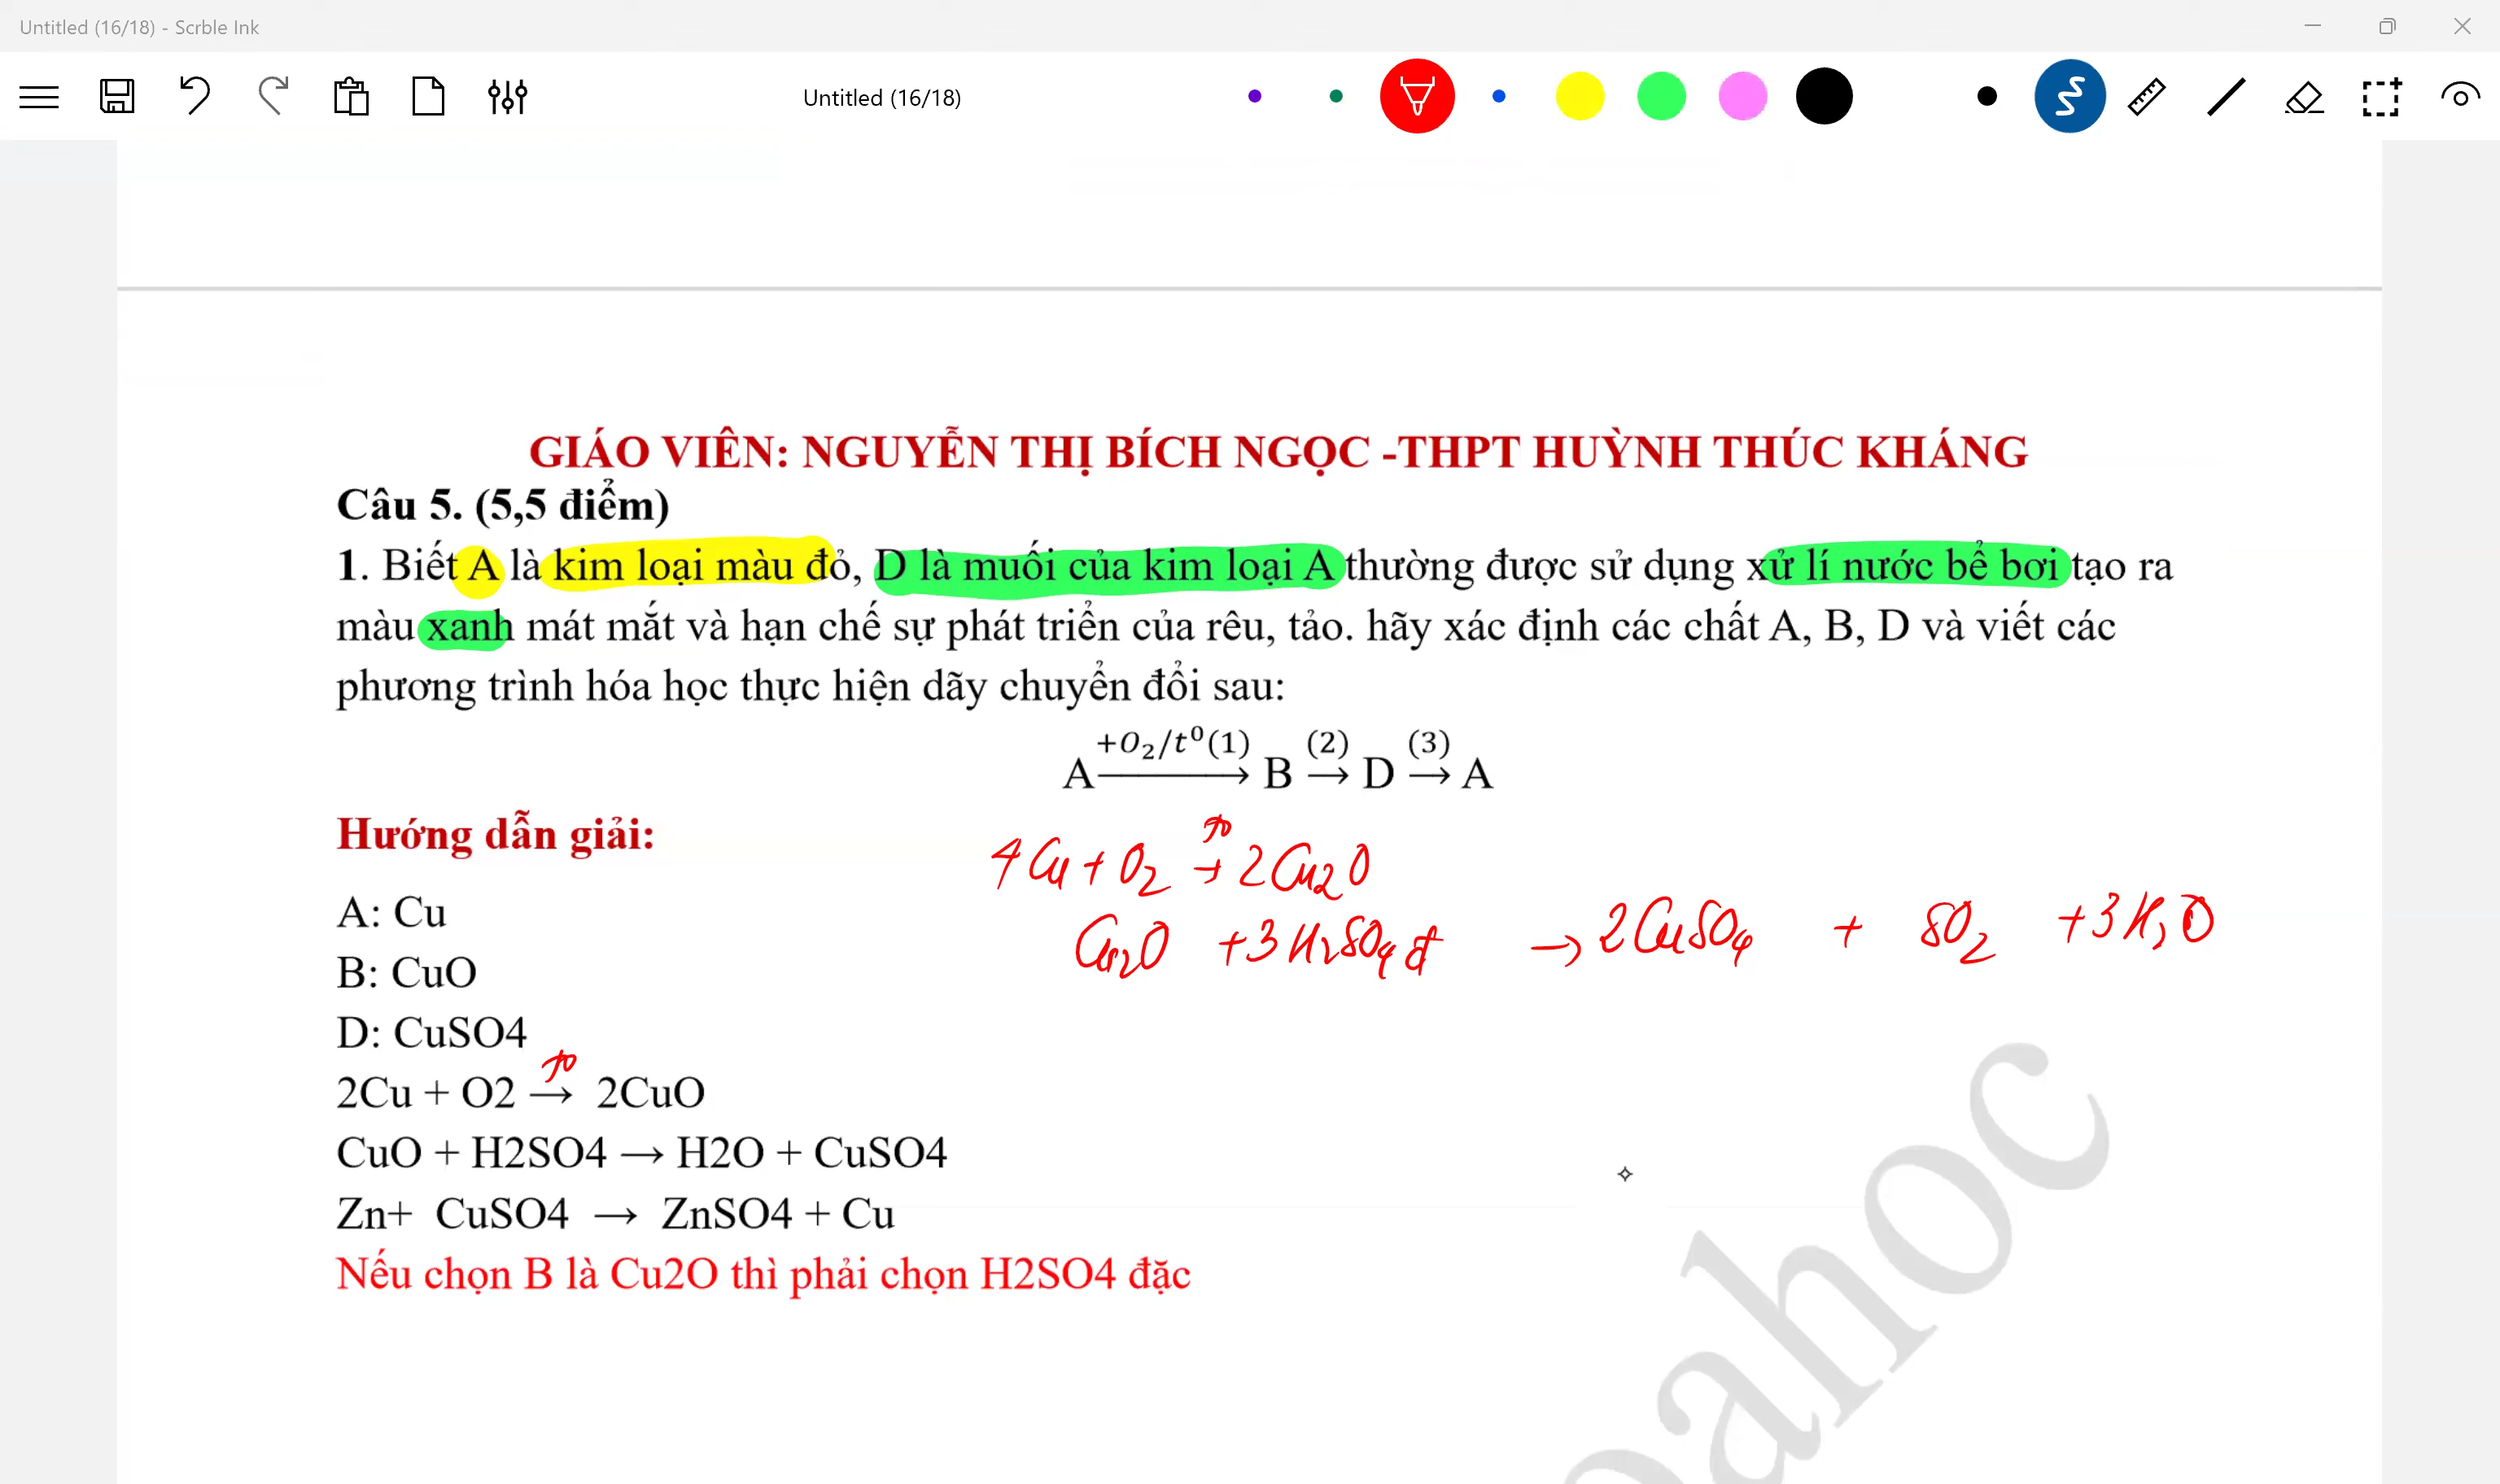 Untitled (16/18) - Scrble Ink
Untitled (16/18)
GIÁO VIÊN: NGUYỄN THỊ BÍCH NGỌC -THPT HUỲNH THÚC KHÁNG
Câu 5. (5,5 điểm)
1. Biết A là kim loại màu đỏ, D là muối của kim loại A thường được sử dụng xử lí nước bể bơi tạo ra
màu xanh mát mắt và hạn chế sự phát triển của rêu, tảo. hãy xác định các chất A, B, D và viết các
phương trình hóa học thực hiện dãy chuyển đổi sau:
A +O₂/t⁰(1) → B (2) → D (3) → A
Hướng dẫn giải:
4Cu + O₂ t⁰ → 2Cu₂O
A: Cu
Cu₂O + 3H₂SO₄ đ → 2CuSO₄ + SO₂ + 3H₂O
B: CuO
D: CuSO4
2Cu + O2 t⁰ → 2CuO
CuO + H2SO4 → H2O + CuSO4
Zn+ CuSO4 → ZnSO4 + Cu
Nếu chọn B là Cu2O thì phải chọn H2SO4 đặc
oahoc